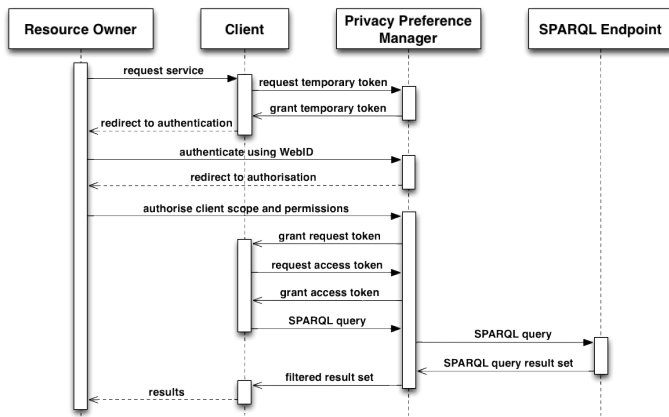 Resource Owner
Client
Privacy Preference
Manager
SPARQL Endpoint
request service
request temporary token
grant temporary token
redirect to authentication
authenticate using WebID
redirect to authorisation
authorise client scope and permissions
grant request token
request access token
grant access token
SPARQL query
SPARQL query
SPARQL query result set
filtered result set
results